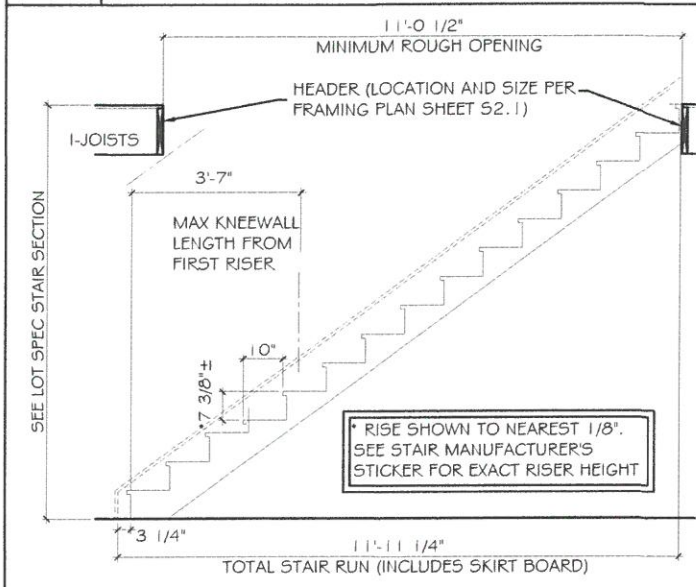 11'-0 1/2"
MINIMUM ROUGH OPENING
HEADER (LOCATION AND SIZE PER
FRAMING PLAN SHEET S2.1)
I-JOISTS
3'-7"
MAX KNEEWALL
LENGTH FROM
FIRST RISER
SEE LOT SPEC STAIR SECTION
10"
*7 3/8"±
* RISE SHOWN TO NEAREST 1/8".
SEE STAIR MANUFACTURER'S
STICKER FOR EXACT RISER HEIGHT
3 1/4"
11'-11 1/4"
TOTAL STAIR RUN (INCLUDES SKIRT BOARD)